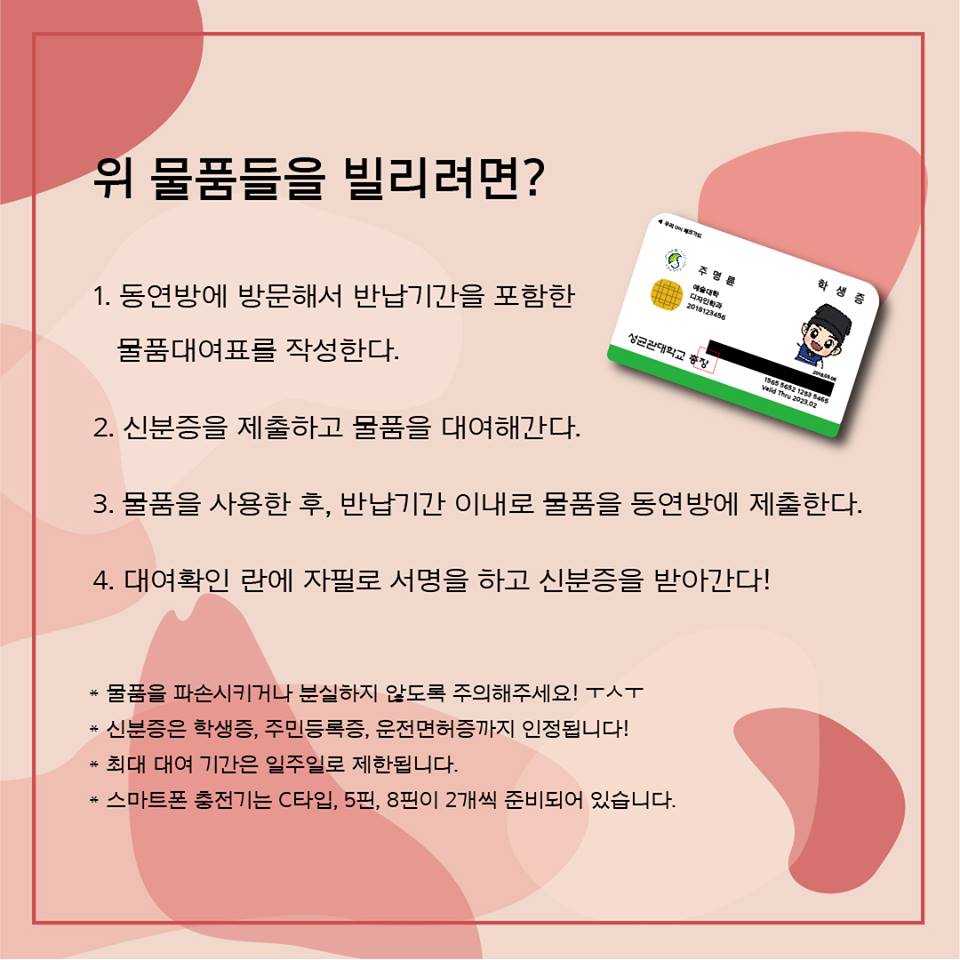 위 물품들을 빌리려면?
1. 동연방에 방문해서 반납기간을 포함한
물품대여표를 작성한다.
2. 신분증을 제출하고 물품을 대여해간다.
3. 물품을 사용한 후, 반납기간 이내로 물품을 동연방에 제출한다.
4. 대여확인 란에 자필로 서명을 하고 신분증을 받아간다!
* 물품을 파손시키거나 분실하지 않도록 주의해주세요! ㅜㅅㅜ
* 신분증은 학생증, 주민등록증, 운전면허증까지 인정됩니다!
* 최대 대여 기간은 일주일로 제한됩니다.
* 스마트폰 충전기는 C타입, 5핀, 8핀이 2개씩 준비되어 있습니다.
◀ 우리 UNI 체크카드
주 명 륜
학 생 증
예술대학
디자인학과
2018123456
성균관대학교 총장
2018.03.06
1565 5652 1253 5465
Valid Thru 2023.02